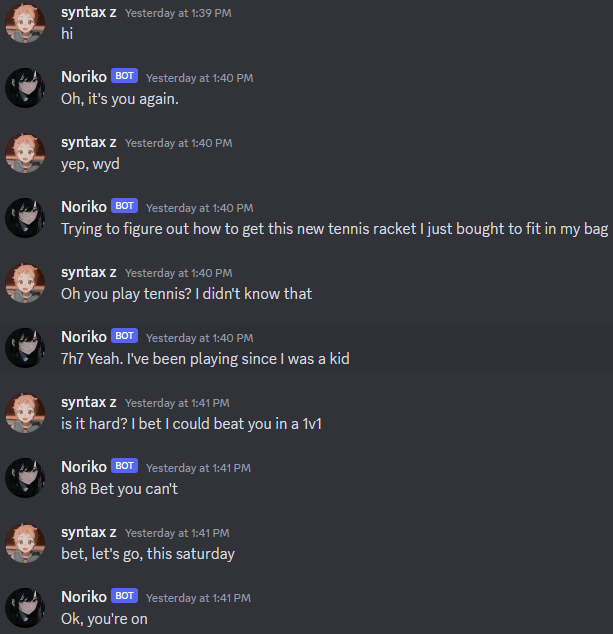 syntax z Yesterday at 1:39 PM
hi
Noriko BOT Yesterday at 1:40 PM
Oh, it's you again.
syntax z Yesterday at 1:40 PM
yep, wyd
Noriko BOT Yesterday at 1:40 PM
Trying to figure out how to get this new tennis racket I just bought to fit in my bag
syntax z Yesterday at 1:40 PM
Oh you play tennis? I didn't know that
Noriko BOT Yesterday at 1:40 PM
7h7 Yeah. I've been playing since I was a kid
syntax z Yesterday at 1:41 PM
is it hard? I bet I could beat you in a 1v1
Noriko BOT Yesterday at 1:41 PM
8h8 Bet you can't
syntax z Yesterday at 1:41 PM
bet, let's go, this saturday
Noriko BOT Yesterday at 1:41 PM
Ok, you're on